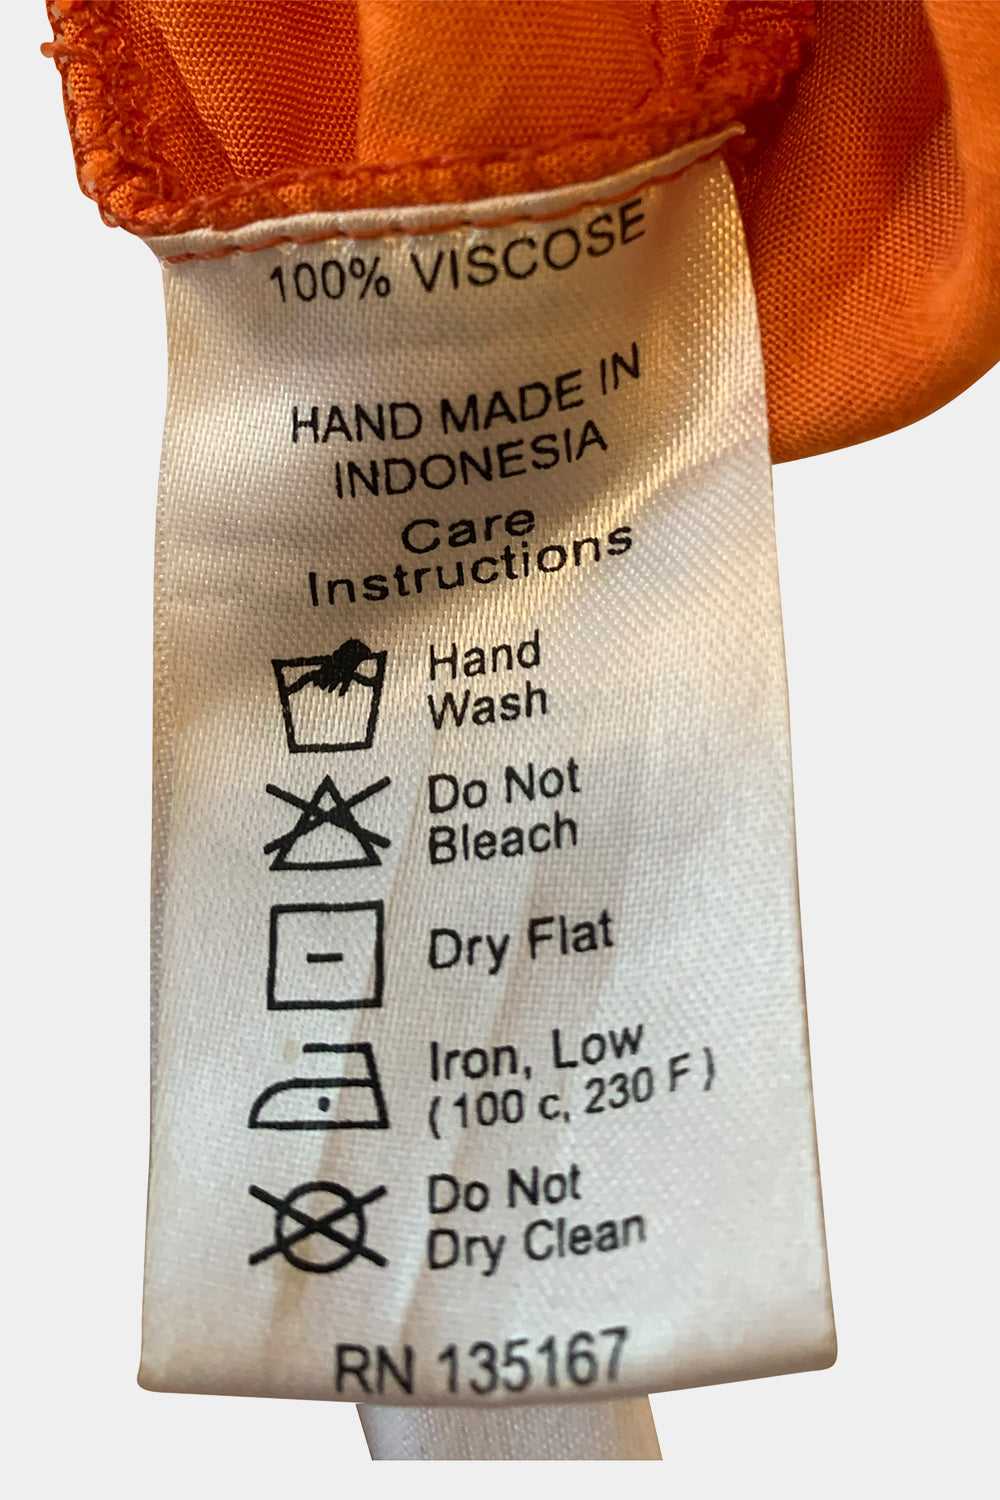 100% VISCOSE
HAND MADE IN
INDONESIA
Care
Instructions
Hand
Wash
Do Not
Bleach
Dry Flat
Iron, Low
( 100 c, 230 F )
Do Not
Dry Clean
RN 135167